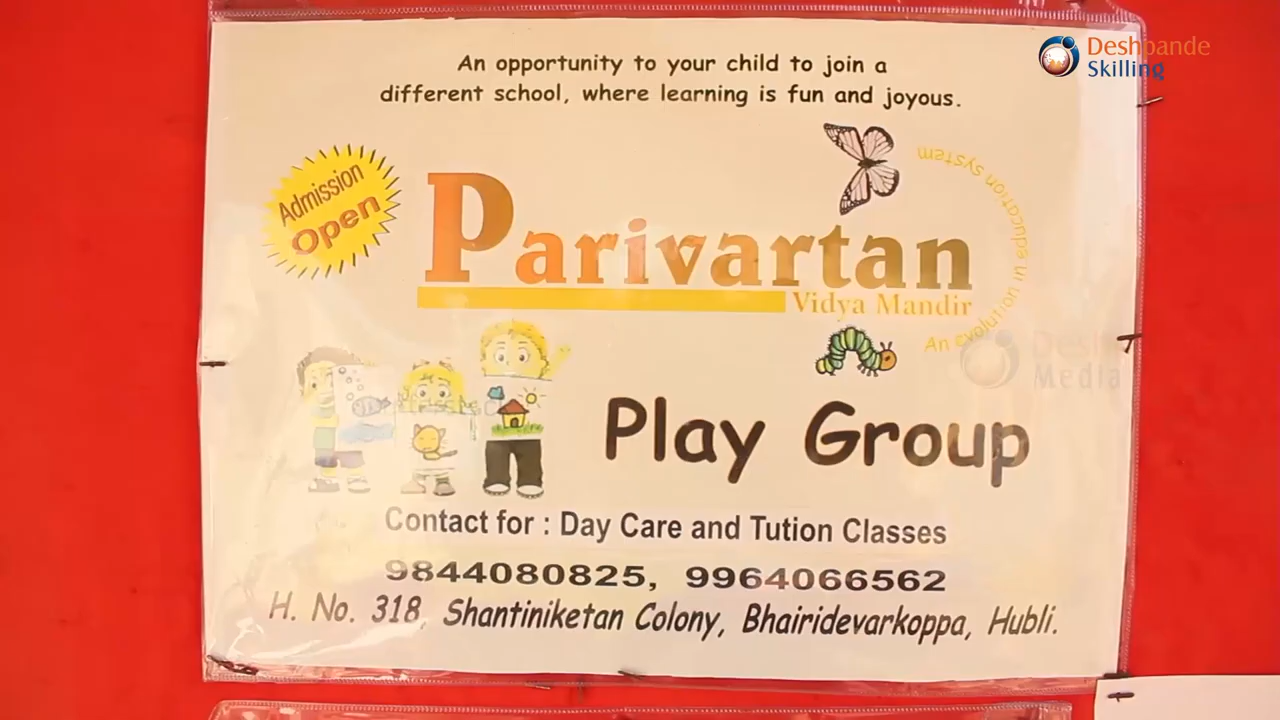 Deshpande
Skilling
An opportunity to your child to join a
different school, where learning is fun and joyous.
Admission
Open
Parivartan
Vidya Mandir
An evolution in education system
Desh
Media
Play Group
Contact for : Day Care and Tution Classes
9844080825, 9964066562
H. No. 318, Shantiniketan Colony, Bhairidevarkoppa, Hubli.